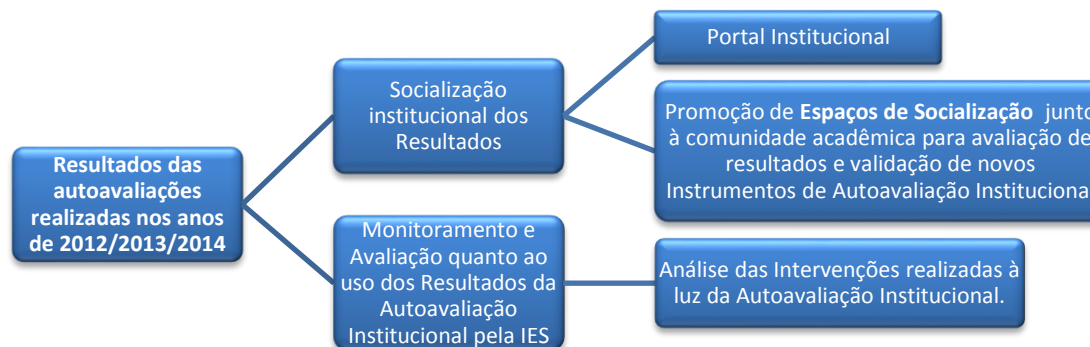 Resultados das
autoavaliações
realizadas nos anos
de 2012/2013/2014
Socialização
institucional dos
Resultados
Portal Institucional
Promoção de Espaços de Socialização junto
à comunidade acadêmica para avaliação de
resultados e validação de novos
Instrumentos de Autoavaliação Instituciona
Monitoramento e
Avaliação quanto ao
uso dos Resultados da
Autoavaliação
Institucional pela IES
Análise das Intervenções realizadas à
luz da Autoavaliação Institucional.